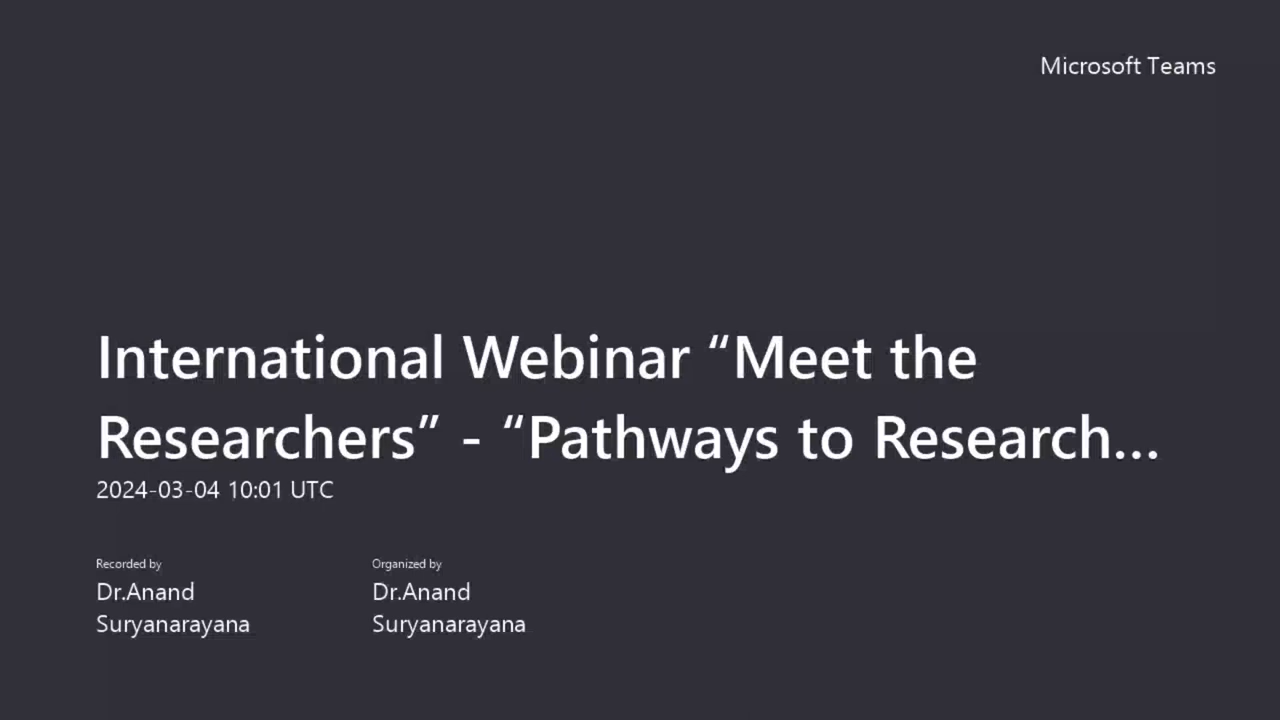 Microsoft Teams
International Webinar “Meet the
Researchers” - “Pathways to Research...
2024-03-04 10:01 UTC
Recorded by
Dr.Anand
Suryanarayana
Organized by
Dr.Anand
Suryanarayana